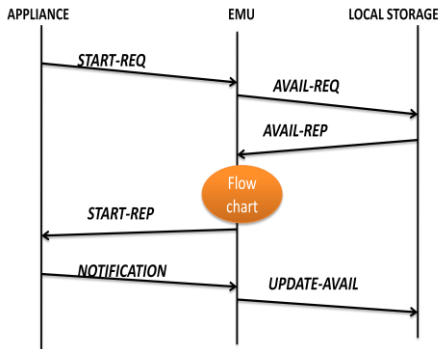 APPLIANCE EMU LOCAL STORAGE
START-REQ
AVAIL-REQ
AVAIL-REP
Flow
chart
START-REP
NOTIFICATION
UPDATE-AVAIL